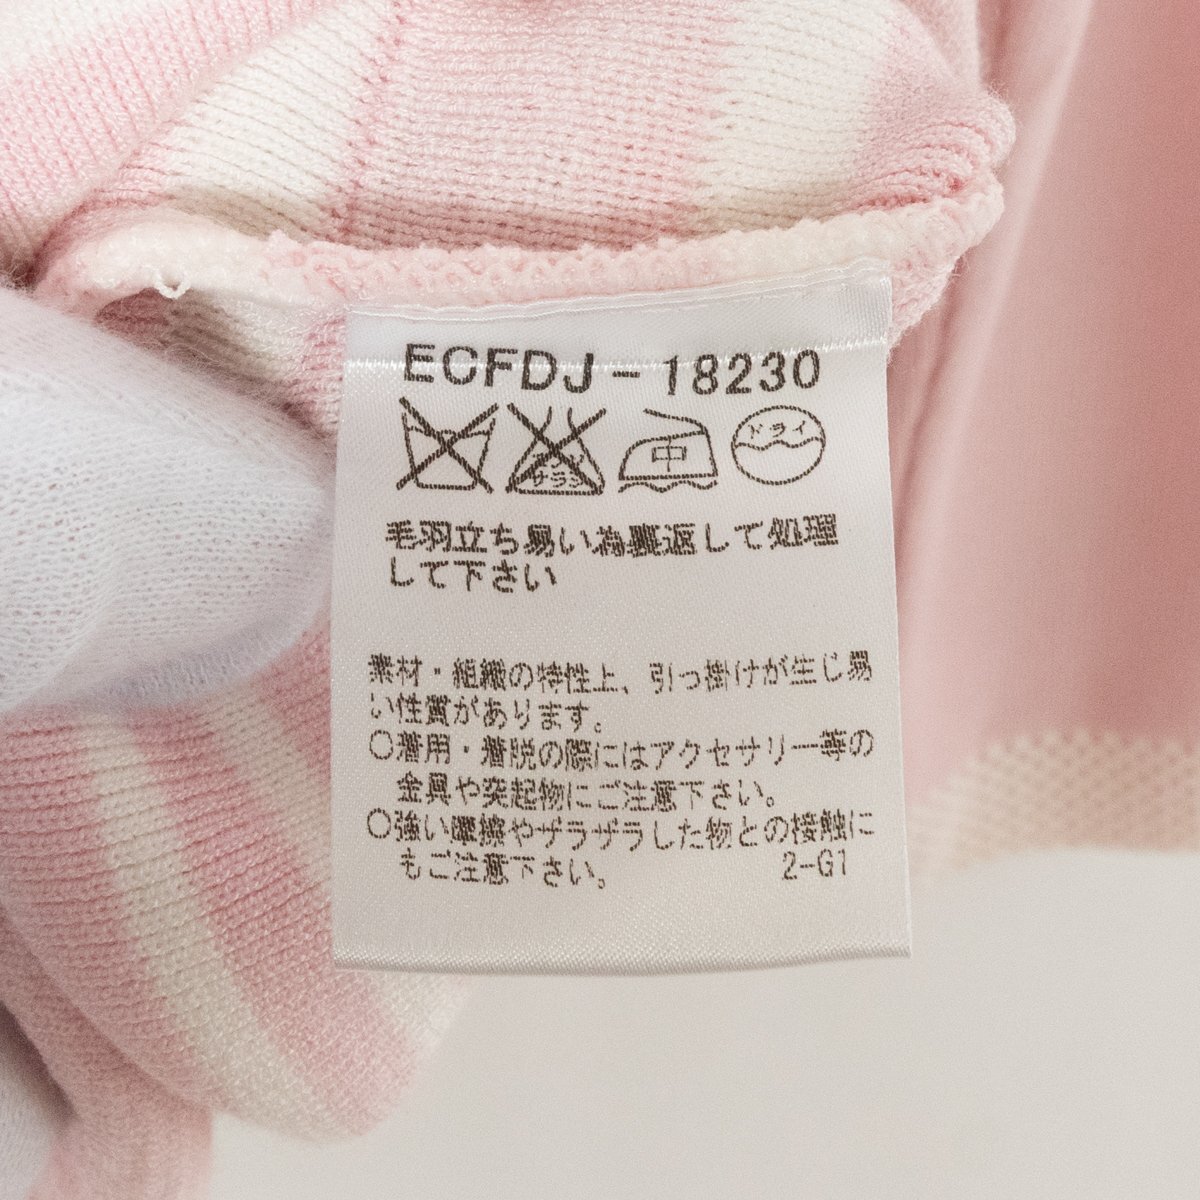 ECFDJ-18230
サラシ 中 ドライ
毛羽立ち易い為裏返して処理
して下さい
素材・組織の特性上、引っ掛けが生じ易
い性質があります。
○着用・着脱の際にはアクセサリー等の
金具や突起物にご注意下さい。
○強い摩擦やザラザラした物との接触に
もご注意下さい。 2-G1